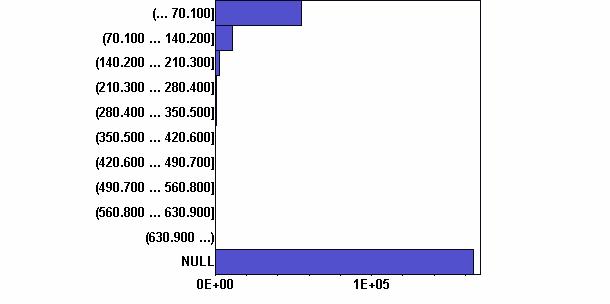 (... 70.100]
(70.100 ... 140.200]
(140.200 ... 210.300]
(210.300 ... 280.400]
(280.400 ... 350.500]
(350.500 ... 420.600]
(420.600 ... 490.700]
(490.700 ... 560.800]
(560.800 ... 630.900]
(630.900 ...)
NULL
0E+00 1E+05